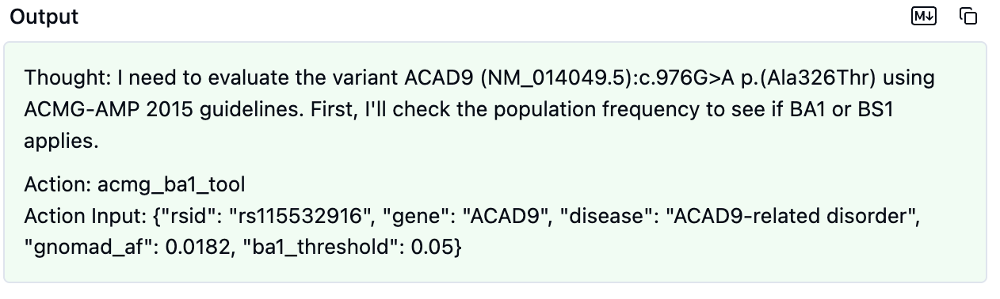 Output
M↓
Thought: I need to evaluate the variant ACAD9 (NM_014049.5):c.976G>A p.(Ala326Thr) using
ACMG-AMP 2015 guidelines. First, I'll check the population frequency to see if BA1 or BS1
applies.
Action: acmg_ba1_tool
Action Input: {"rsid": "rs115532916", "gene": "ACAD9", "disease": "ACAD9-related disorder",
"gnomad_af": 0.0182, "ba1_threshold": 0.05}